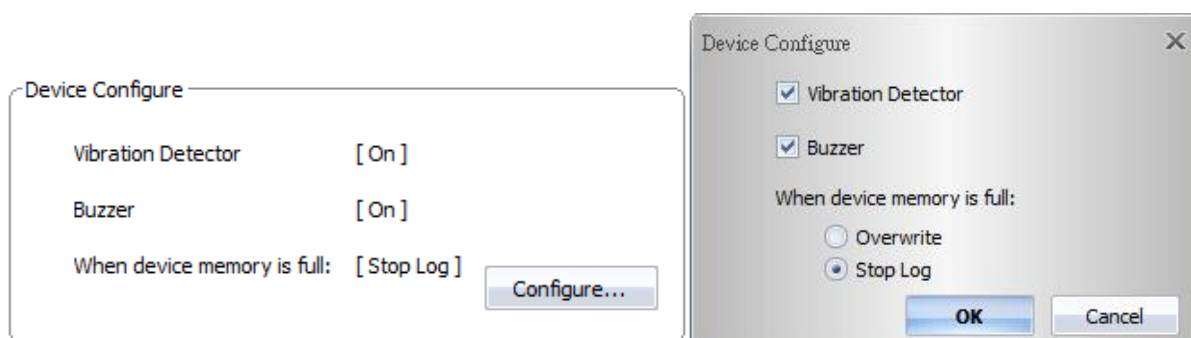 Device Configure
Vibration Detector [ On ]
Buzzer [ On ]
When device memory is full: [ Stop Log ]
Configure...
Device Configure
Vibration Detector
Buzzer
When device memory is full:
Overwrite
Stop Log
OK Cancel